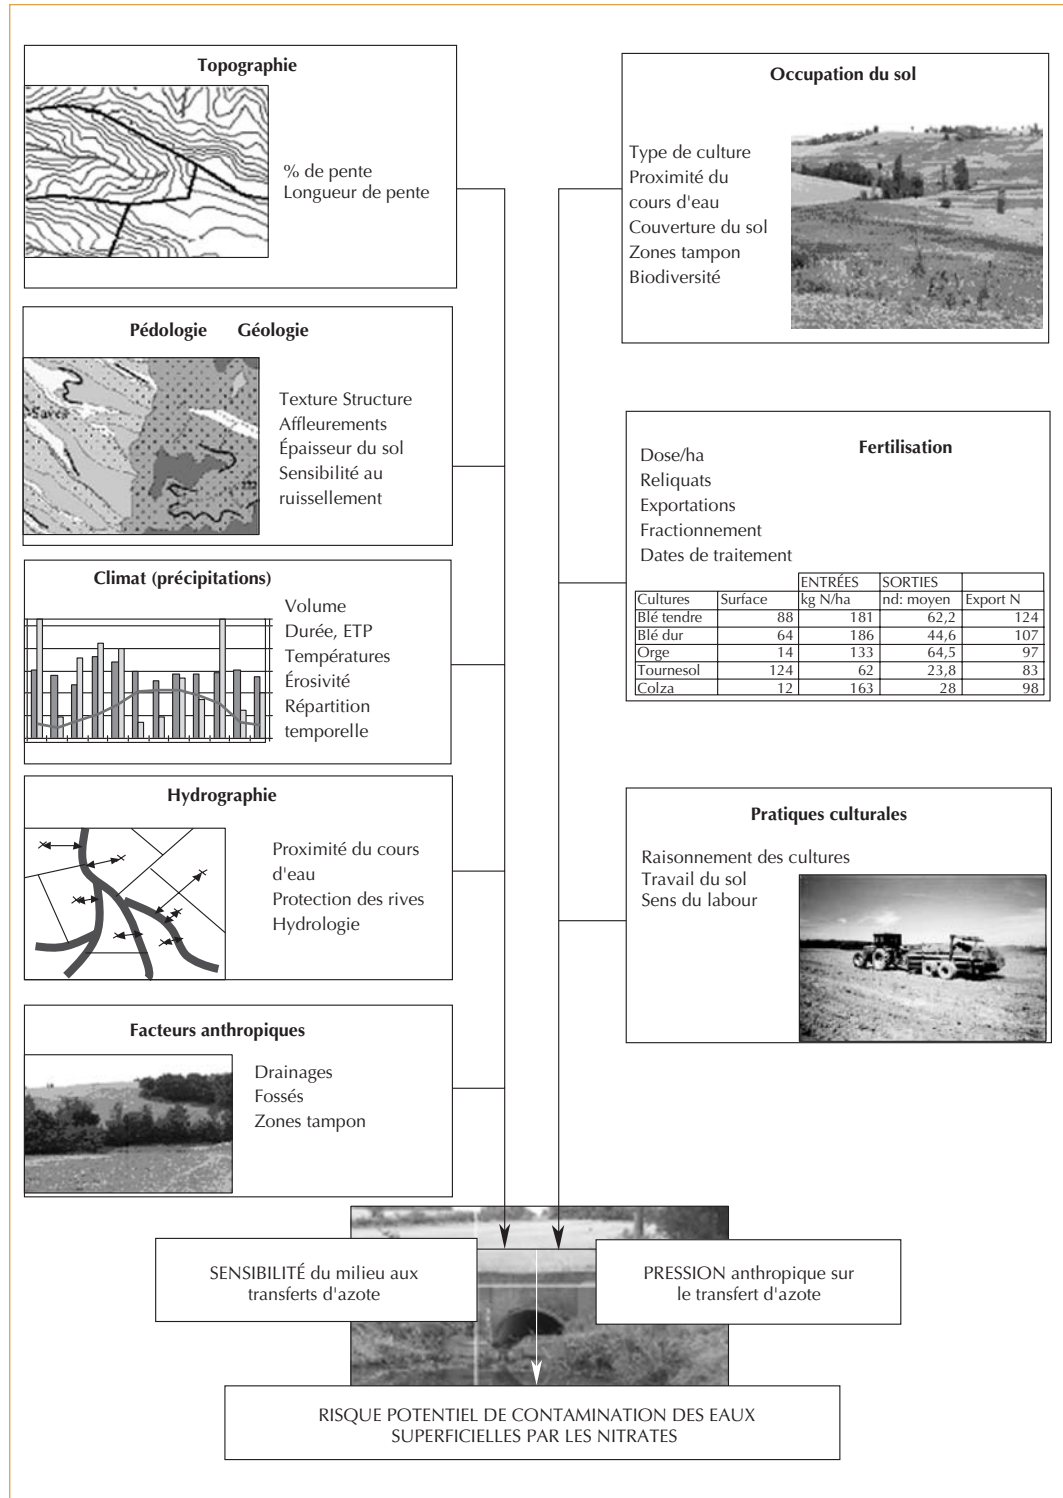 Topographie
% de pente
Longueur de pente
Pédologie Géologie
Texture Structure
Affleurements
Épaisseur du sol
Sensibilité au
ruissellement
Climat (précipitations)
Volume
Durée, ETP
Températures
Érosivité
Répartition
temporelle
Hydrographie
Proximité du cours
d'eau
Protection des rives
Hydrologie
Facteurs anthropiques
Drainages
Fossés
Zones tampon
Occupation du sol
Type de culture
Proximité du
cours d'eau
Couverture du sol
Zones tampon
Biodiversité
Fertilisation
Dose/ha
Reliquats
Exportations
Fractionnement
Dates de traitement
ENTRÉES SORTIES
Cultures Surface kg N/ha nd: moyen Export N
Blé tendre 88 181 62,2 124
Blé dur 64 186 44,6 107
Orge 14 133 64,5 97
Tournesol 124 62 23,8 83
Colza 12 163 28 98
Pratiques culturales
Raisonnement des cultures
Travail du sol
Sens du labour
SENSIBILITÉ du milieu aux
transferts d'azote
PRESSION anthropique sur
le transfert d'azote
RISQUE POTENTIEL DE CONTAMINATION DES EAUX
SUPERFICIELLES PAR LES NITRATES